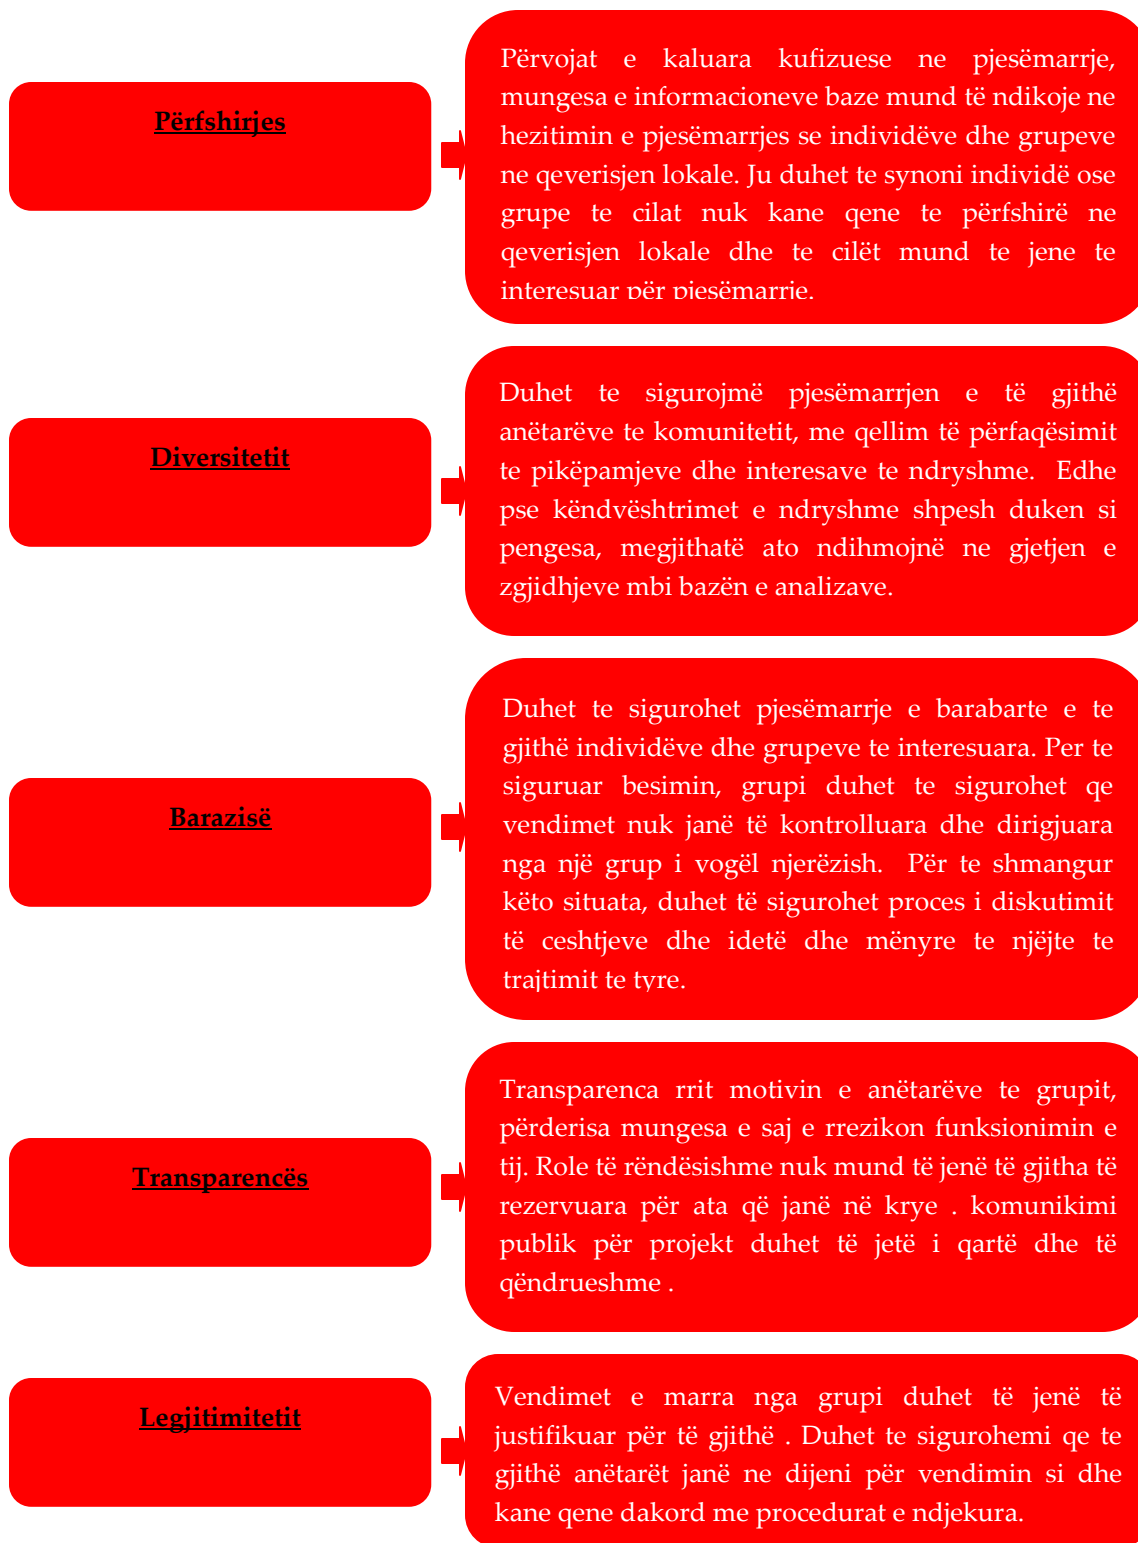 Përfshirjes
Përvojat e kaluara kufizuese ne pjesëmarrje,
mungesa e informacioneve baze mund të ndikoje ne
hezitimin e pjesëmarrjes se individëve dhe grupeve
ne qeverisjen lokale. Ju duhet te synoni individë ose
grupe te cilat nuk kane qene te përfshirë ne
qeverisjen lokale dhe te cilët mund te jene te
interesuar për pjesëmarrje.
Diversitetit
Duhet te sigurojmë pjesëmarrjen e të gjithë
anëtarëve te komunitetit, me qellim të përfaqësimit
te pikëpamjeve dhe interesave te ndryshme. Edhe
pse këndvështrimet e ndryshme shpesh duken si
pengesa, megjithatë ato ndihmojnë ne gjetjen e
zgjidhjeve mbi bazën e analizave.
Barazisë
Duhet te sigurohet pjesëmarrje e barabarte e te
gjithë individëve dhe grupeve te interesuara. Per te
siguruar besimin, grupi duhet te sigurohet qe
vendimet nuk janë të kontrolluara dhe dirigjuara
nga një grup i vogël njerëzish. Për te shmangur
këto situata, duhet të sigurohet proces i diskutimit
të ceshtjeve dhe idetë dhe mënyre te njëjte te
trajtimit te tyre.
Transparencës
Transparenca rrit motivin e anëtarëve te grupit,
përderisa mungesa e saj e rrezikon funksionimin e
tij. Role të rëndësishme nuk mund të jenë të gjitha të
rezervuara për ata që janë në krye . komunikimi
publik për projekt duhet të jetë i qartë dhe të
qëndrueshme .
Legjitimitetit
Vendimet e marra nga grupi duhet të jenë të
justifikuar për të gjithë . Duhet te sigurohemi qe te
gjithë anëtarët janë ne dijeni për vendimin si dhe
kane qene dakord me procedurat e ndjekura.